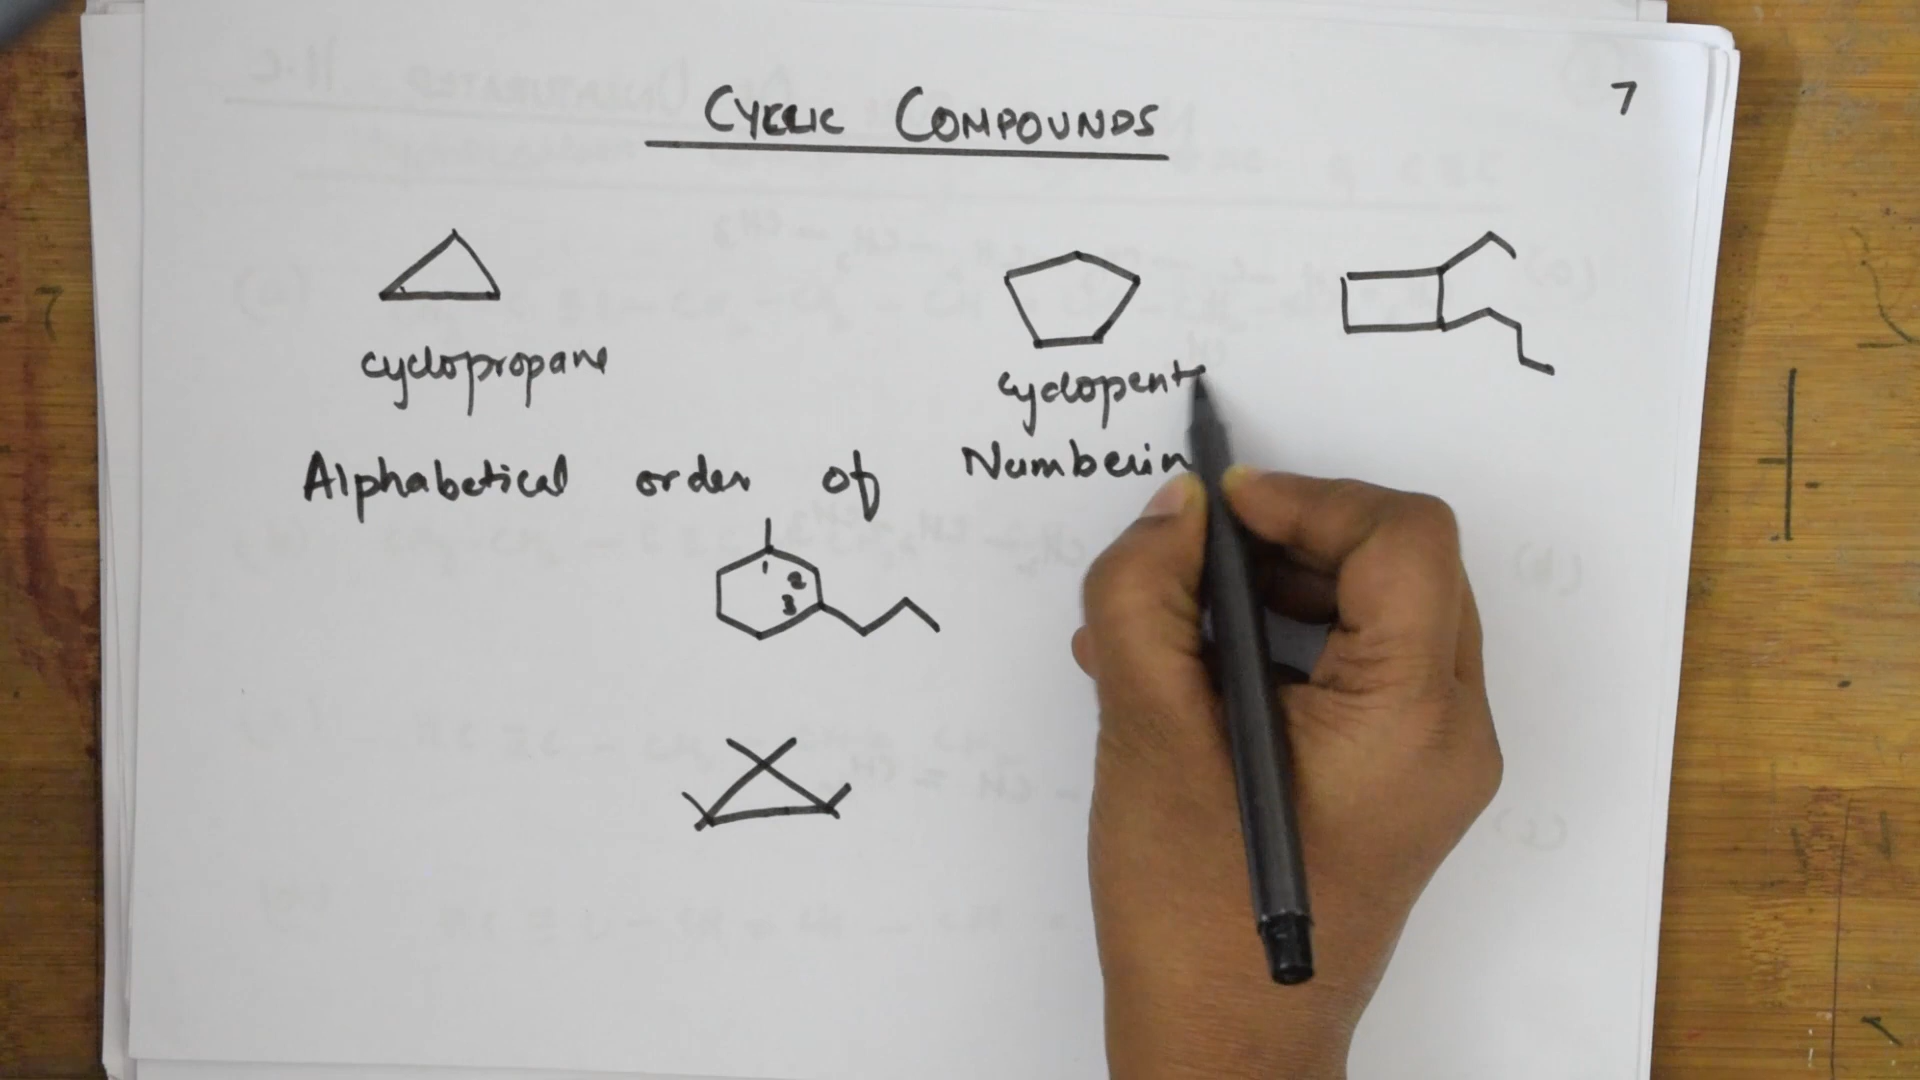 CYCLIC COMPOUNDS
7
cyclopropane
cyclopent
Alphabetical order of Numberin
1
2
3